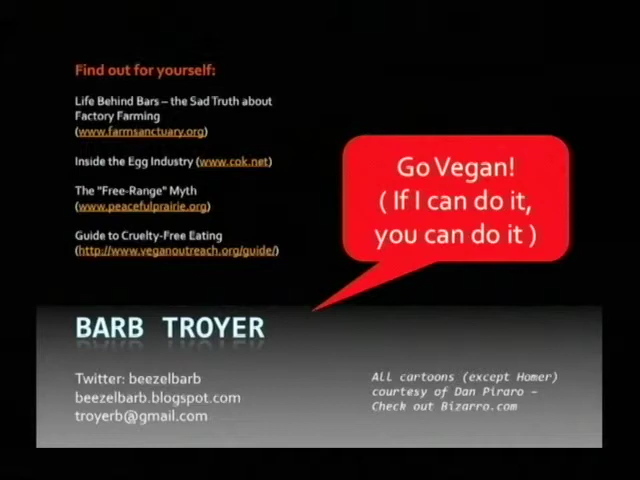 Find out for yourself:
Life Behind Bars – the Sad Truth about
Factory Farming
(www.farmsanctuary.org)
Inside the Egg Industry (www.cok.net)
The "Free-Range" Myth
(www.peacefulprairie.org)
Guide to Cruelty-Free Eating
(http://www.veganoutreach.org/guide/)
Go Vegan!
( If I can do it,
you can do it )
BARB TROYER
Twitter: beezelbarb
beezelbarb.blogspot.com
troyerb@gmail.com
All cartoons (except Homer)
courtesy of Dan Piraro –
Check out Bizarro.com